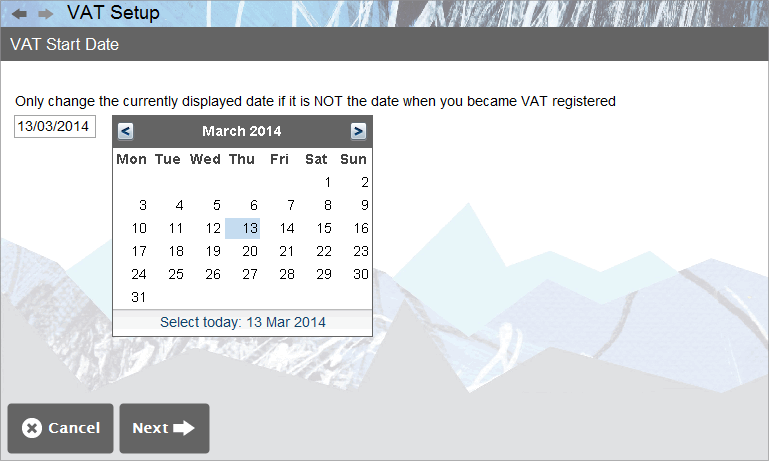 VAT Setup
VAT Start Date
Only change the currently displayed date if it is NOT the date when you became VAT registered
13/03/2014
< March 2014 >
Mon Tue Wed Thu Fri Sat Sun
1 2
3 4 5 6 7 8 9
10 11 12 13 14 15 16
17 18 19 20 21 22 23
24 25 26 27 28 29 30
31
Select today: 13 Mar 2014
Cancel Next